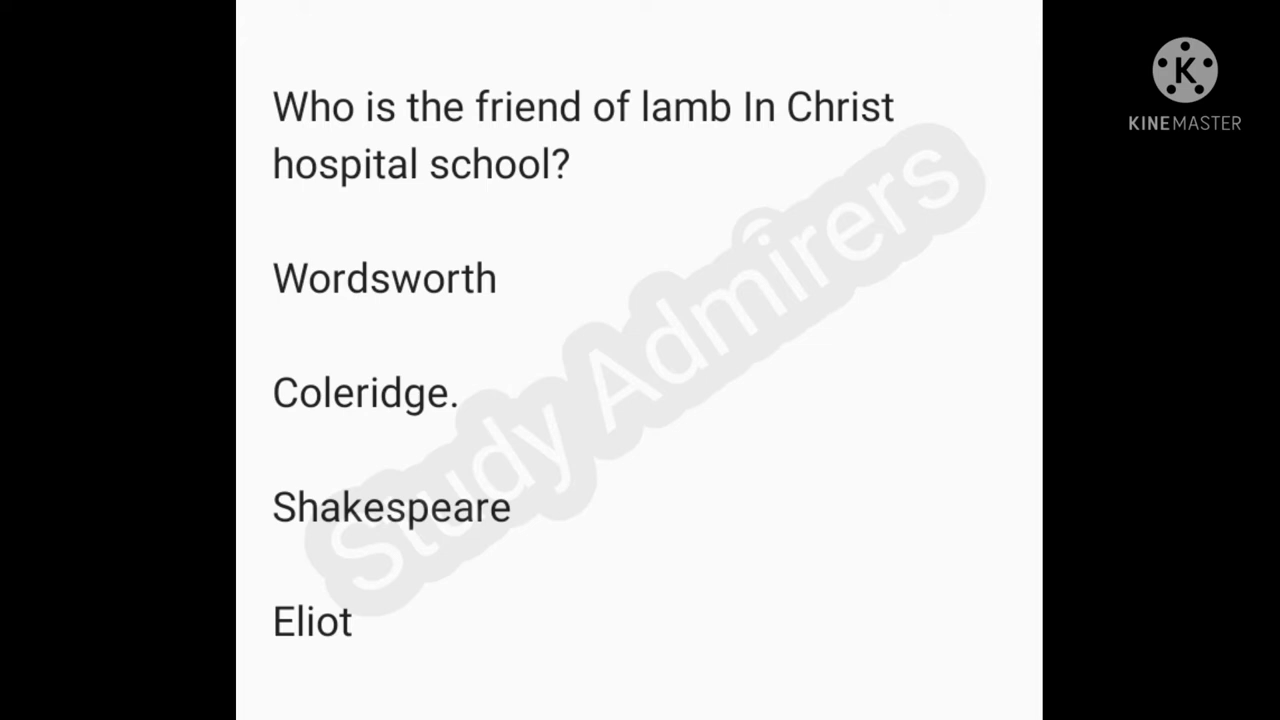 Who is the friend of lamb In Christ
hospital school?
Wordsworth
Coleridge.
Shakespeare
Eliot
Study Admirers
K
KINEMASTER